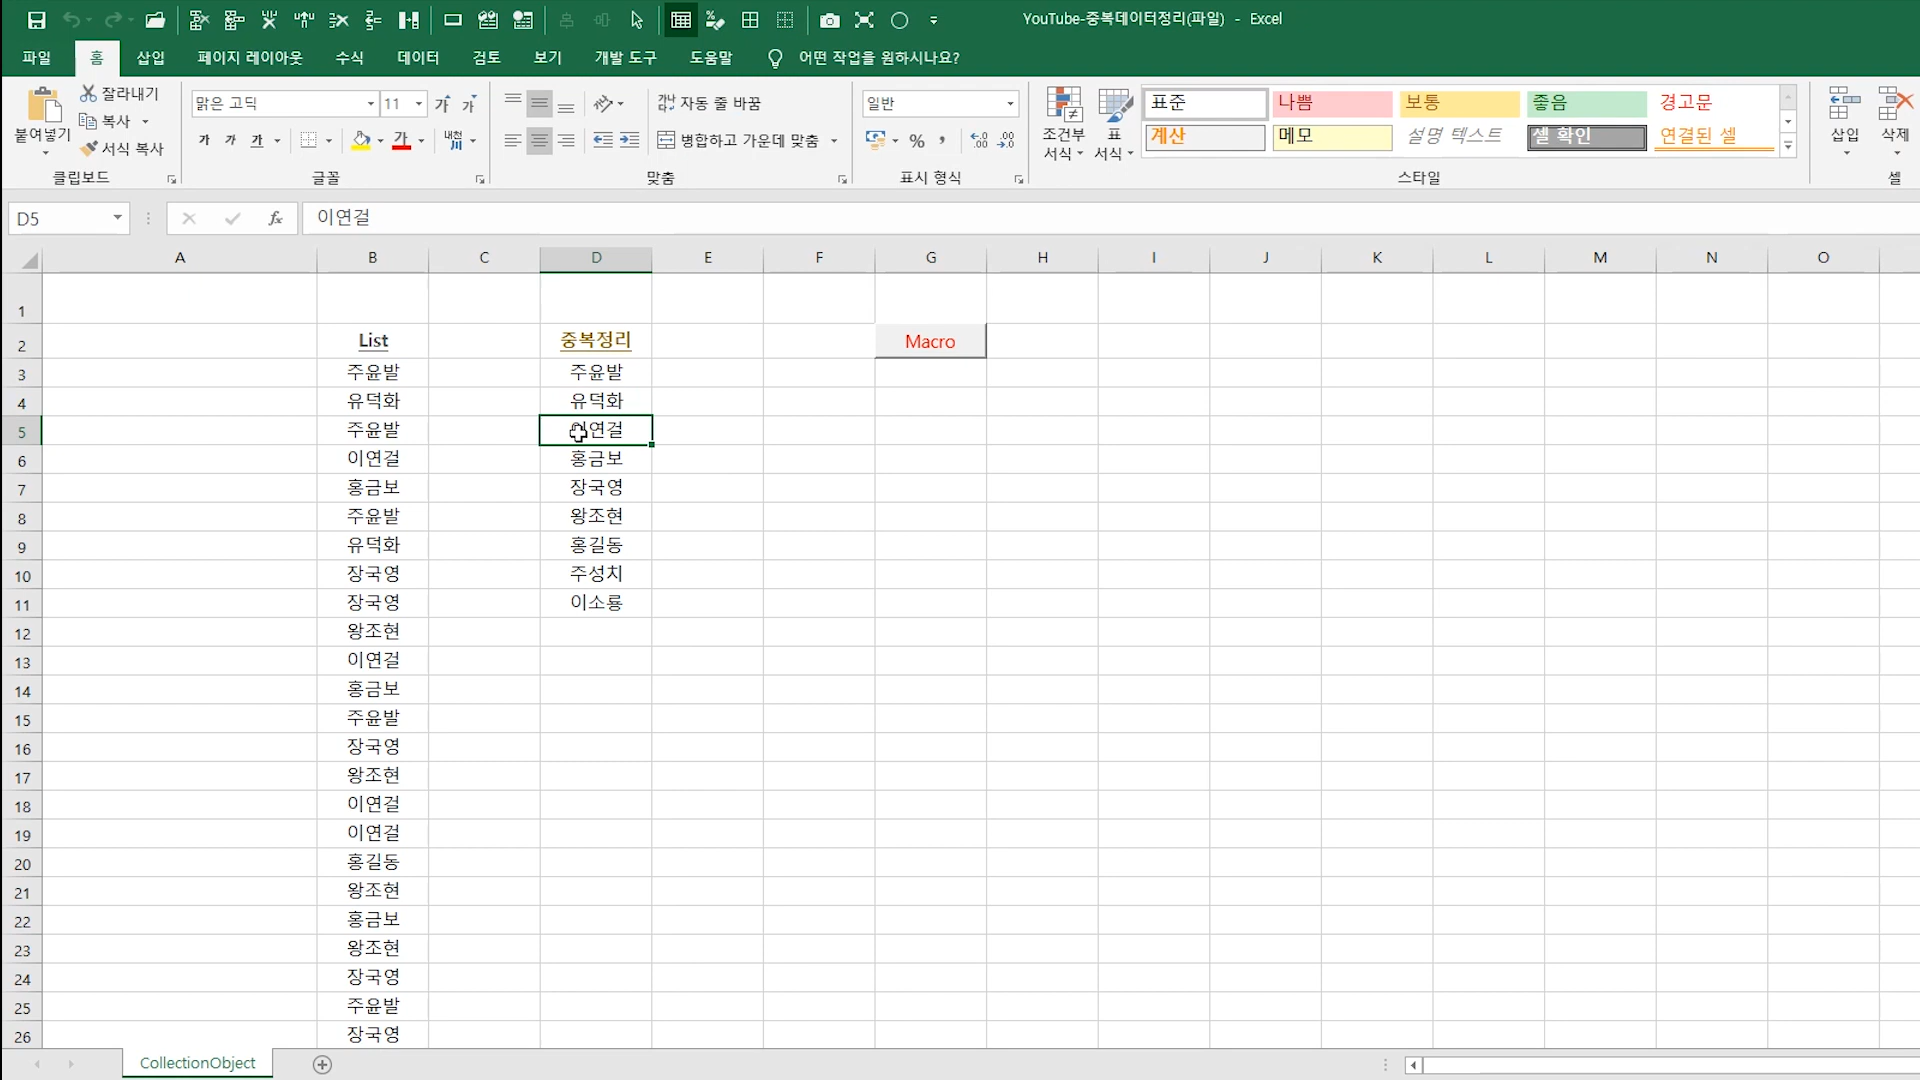 YouTube-중복데이터정리(파일) - Excel
파일 홈 삽입 페이지 레이아웃 수식 데이터 검토 보기 개발 도구 도움말 어떤 작업을 원하시나요?
붙여넣기
잘라내기
복사
서식 복사
클립보드
맑은 고딕 11 가 가
가 가 가 가 내천
글꼴
자동 줄 바꿈
병합하고 가운데 맞춤
맞춤
일반
% ,
표시 형식
조건부 서식
표 서식
표준 나쁨 보통 좋음 경고문
계산 메모 설명 텍스트 셀 확인 연결된 셀
스타일
삽입 삭제
셀
D5 fx 이연걸
A B C D E F G H I J K L M N O
1
2 List 중복정리 Macro
3 주윤발 주윤발
4 유덕화 유덕화
5 주윤발 이연걸
6 이연걸 홍금보
7 홍금보 장국영
8 주윤발 왕조현
9 유덕화 홍길동
10 장국영 주성치
11 장국영 이소룡
12 왕조현
13 이연걸
14 홍금보
15 주윤발
16 장국영
17 왕조현
18 이연걸
19 이연걸
20 홍길동
21 왕조현
22 홍금보
23 왕조현
24 장국영
25 주윤발
26 장국영
CollectionObject